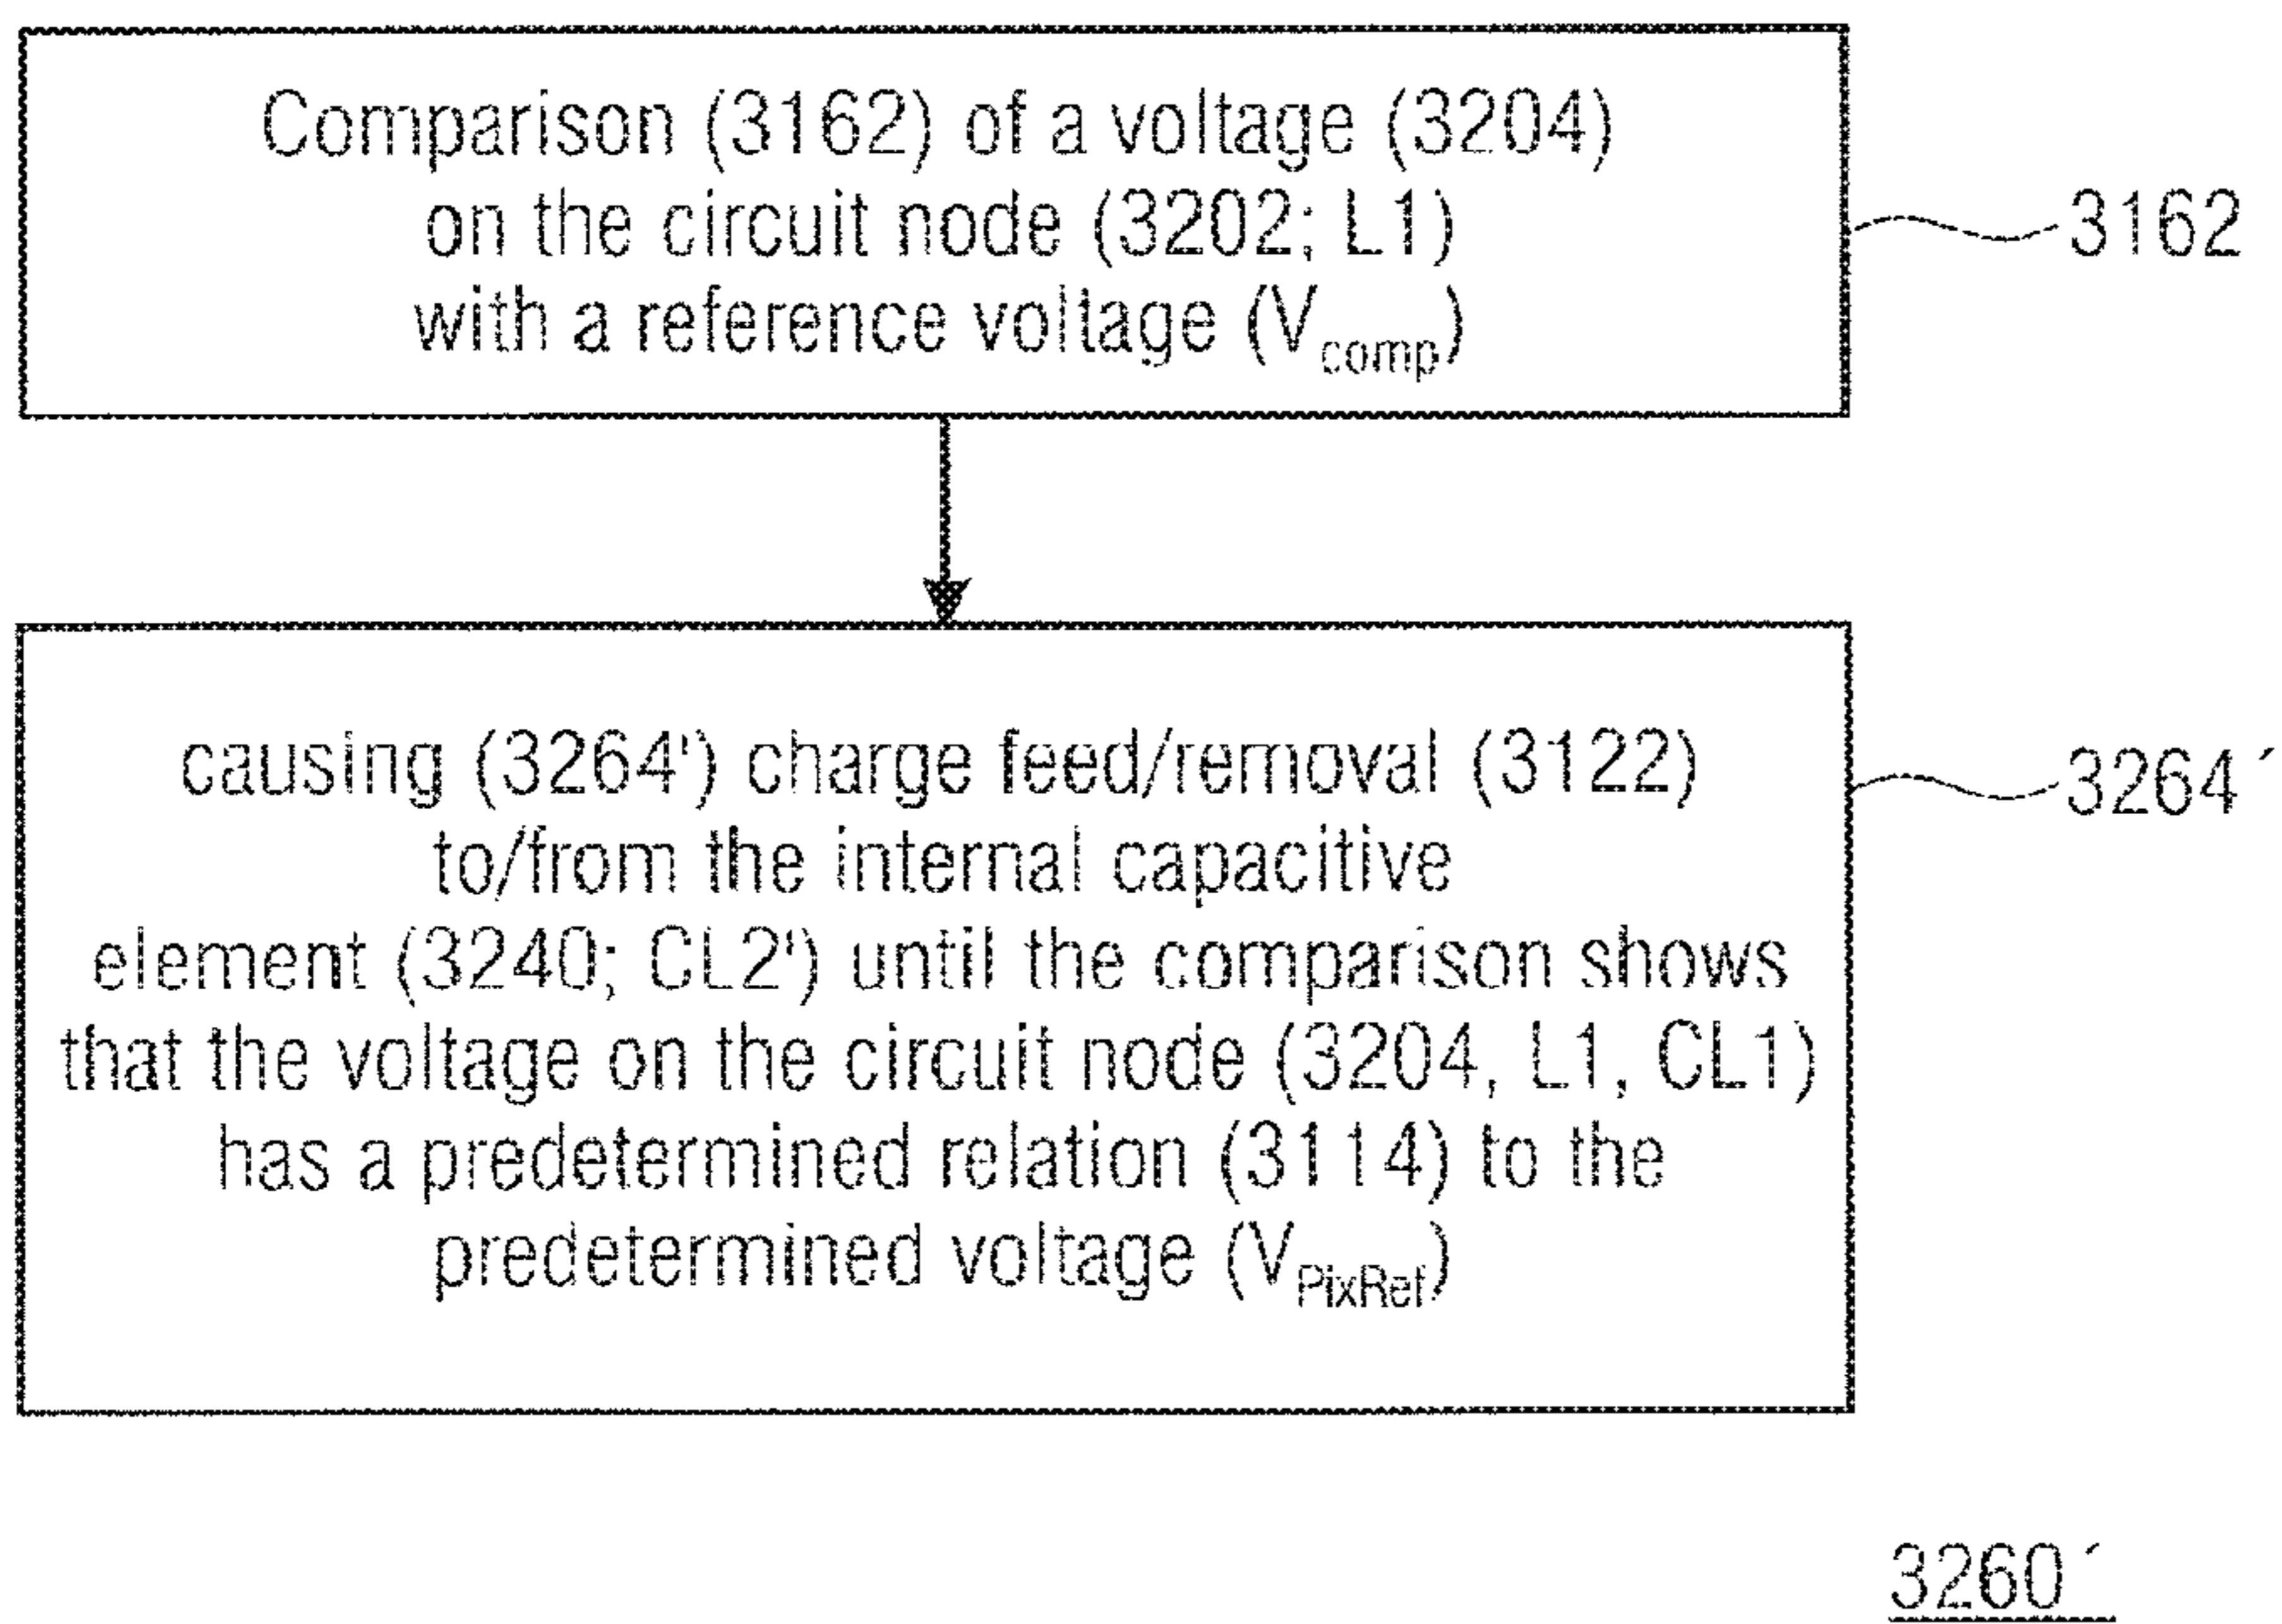 Comparison (3162) of a voltage (3204)
on the circuit node (3202; L1)
with a reference voltage (Vcomp)
3162
causing (3264') charge feed/removal (3122)
to/from the internal capacitive
element (3240; CL2') until the comparison shows
that the voltage on the circuit node (3204, L1, CL1)
has a predetermined relation (3114) to the
predetermined voltage (VPixRef)
3264´
3260´